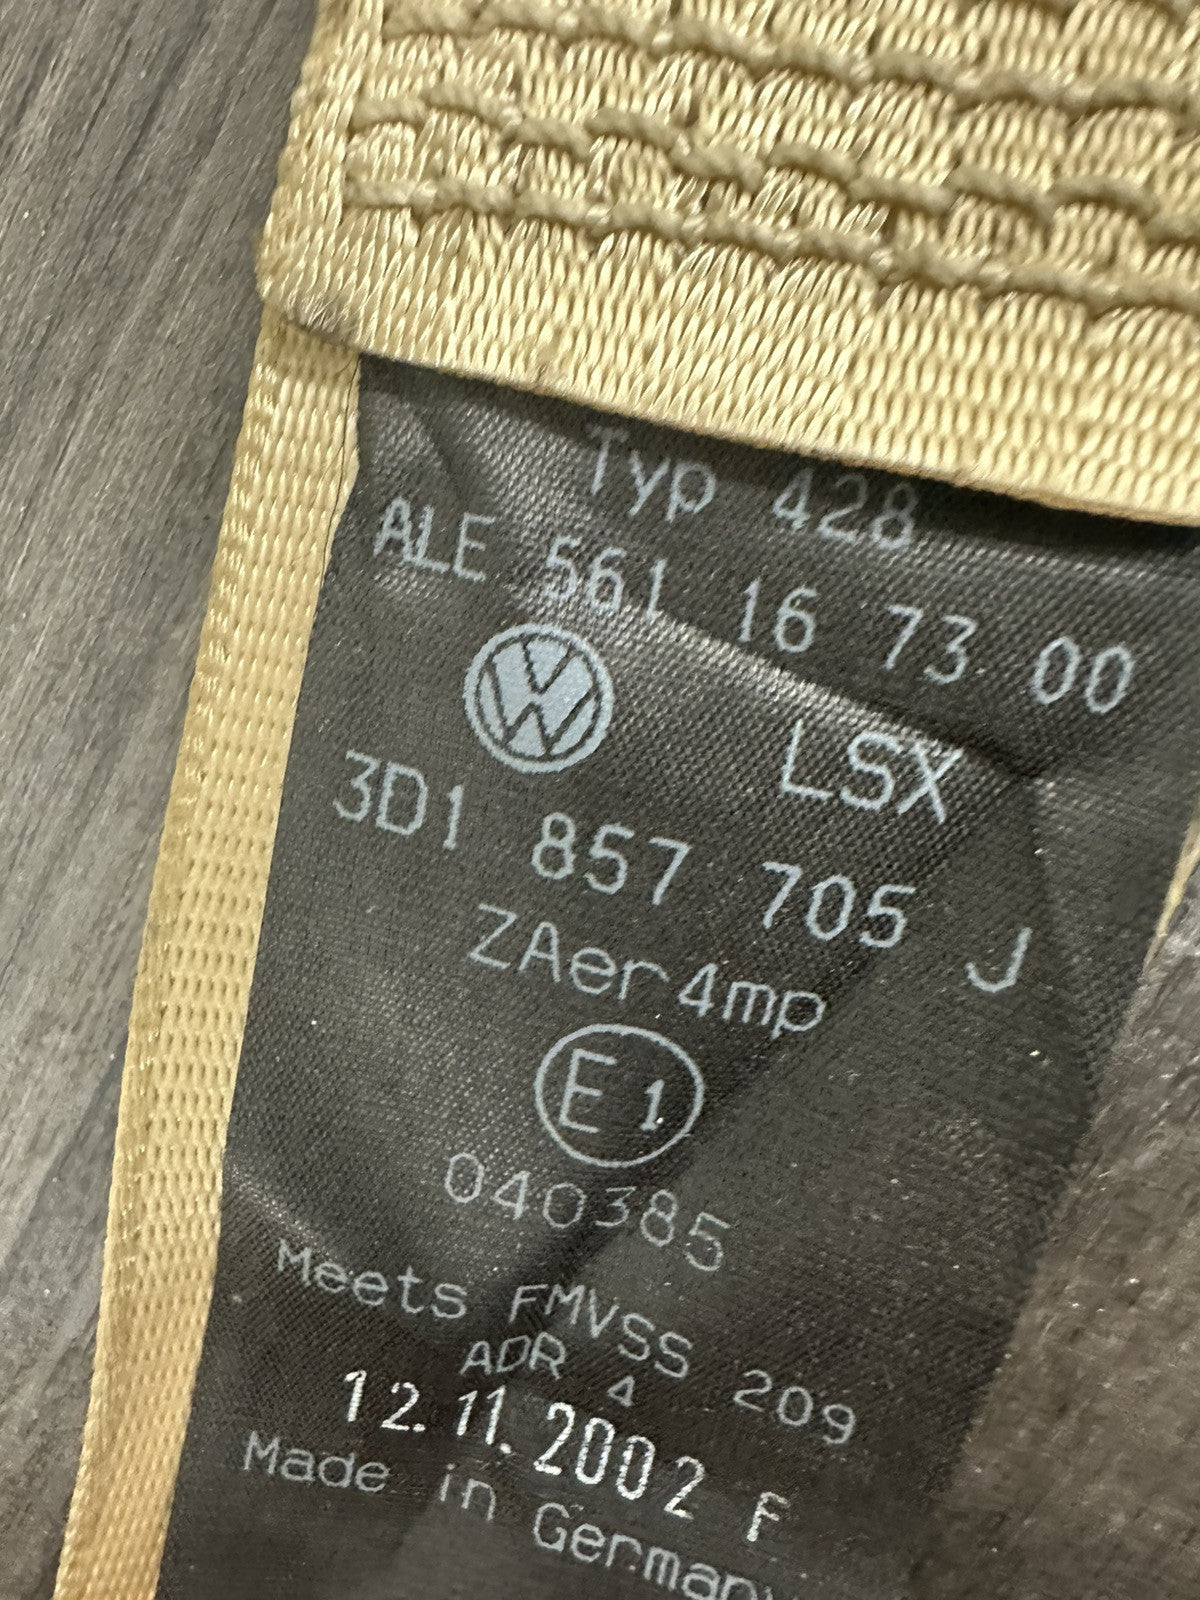 Typ 428
ALE 561 16 73 00
LSX
3D1 857 705 J
ZAer4mp
E 1
040385
Meets FMVSS 209
ADR 4
12.11.2002 F
Made in Germany